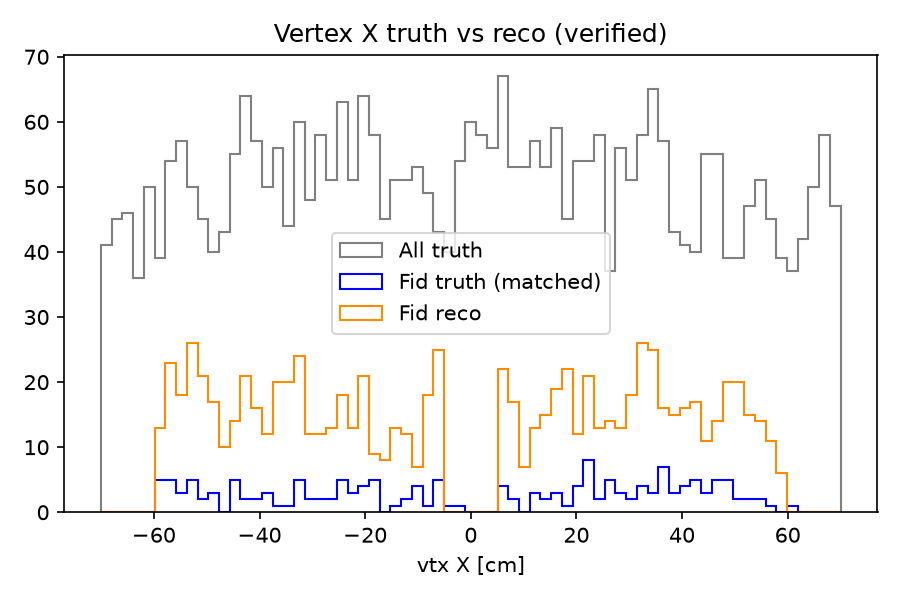 Vertex X truth vs reco (verified)
70
60
50
40
30
20
10
0
All truth
Fid truth (matched)
Fid reco
−60 −40 −20 0 20 40 60
vtx X [cm]